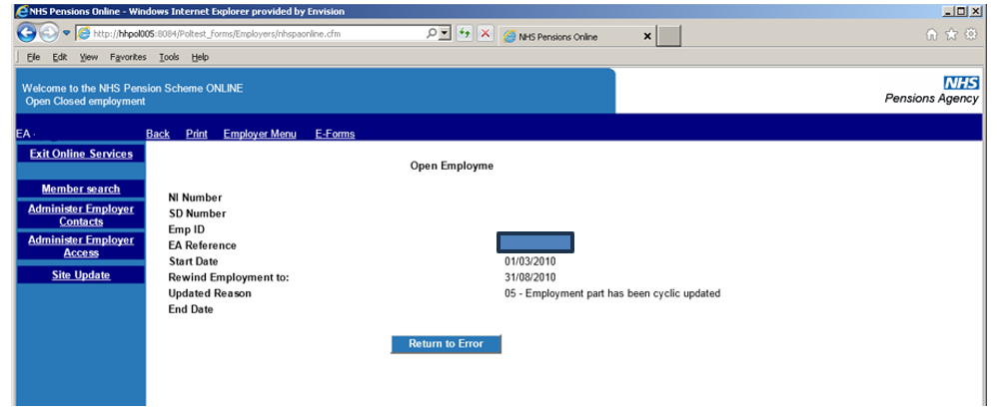 NHS Pensions Online - Windows Internet Explorer provided by Envision
http://hhpol005:8084/Poltest_forms/Employers/nhspaonline.cfm
NHS Pensions Online
File Edit View Favorites Tools Help
Welcome to the NHS Pension Scheme ONLINE
Open Closed employment
NHS
Pensions Agency
EA
Back Print Employer Menu E-Forms
Exit Online Services
Member search
Administer Employer
Contacts
Administer Employer
Access
Site Update
Open Employme
NI Number
SD Number
Emp ID
EA Reference
Start Date 01/03/2010
Rewind Employment to: 31/08/2010
Updated Reason 05 - Employment part has been cyclic updated
End Date
Return to Error